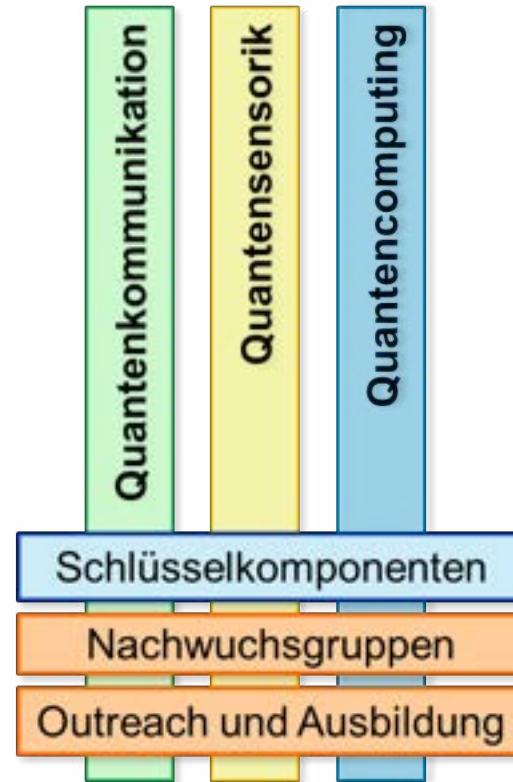 Quantenkommunikation
Quantensensorik
Quantencomputing
Schlüsselkomponenten
Nachwuchsgruppen
Outreach und Ausbildung